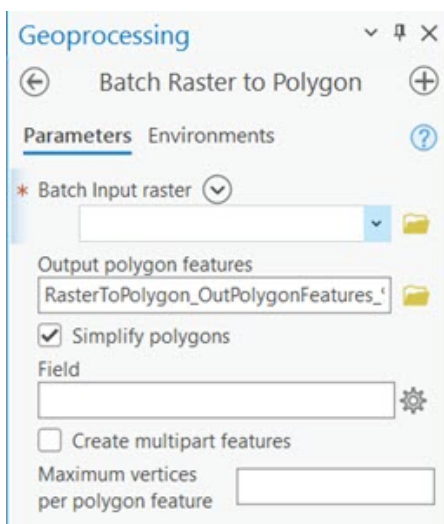 Geoprocessing
Batch Raster to Polygon
Parameters Environments
* Batch Input raster
Output polygon features
RasterToPolygon_OutPolygonFeatures_
Simplify polygons
Field
Create multipart features
Maximum vertices
per polygon feature